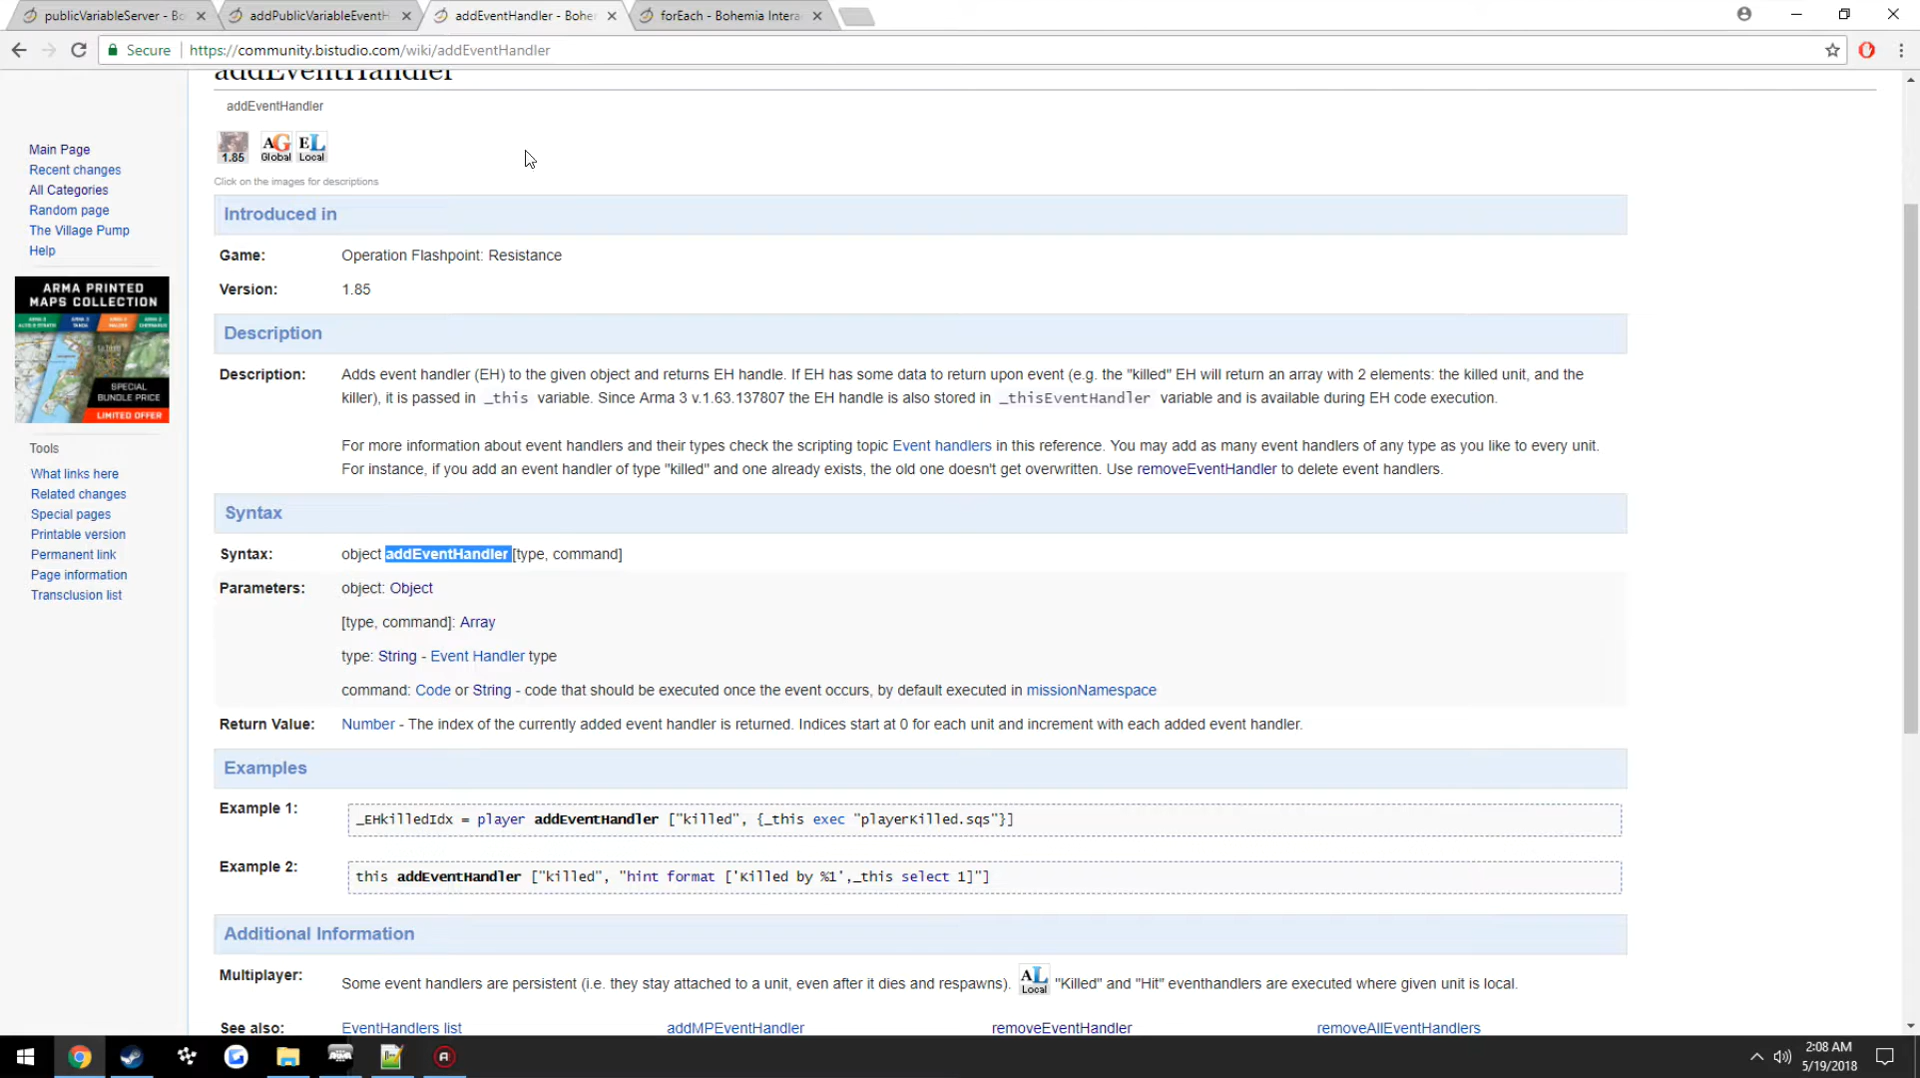 publicVariableServer - Bo
addPublicVariableEventH
addEventHandler - Bohe
forEach - Bohemia Intera
Secure
https://community.bistudio.com/wiki/addEventHandler
addEventHandler
addEventHandler
1.85
AG
Global
EL
Local
Click on the images for descriptions
Main Page
Recent changes
All Categories
Random page
The Village Pump
Help
ARMA PRINTED
MAPS COLLECTION
SPECIAL
BUNDLE PRICE
LIMITED OFFER
Tools
What links here
Related changes
Special pages
Printable version
Permanent link
Page information
Transclusion list
Introduced in
Game: Operation Flashpoint: Resistance
Version: 1.85
Description
Description: Adds event handler (EH) to the given object and returns EH handle. If EH has some data to return upon event (e.g. the "killed" EH will return an array with 2 elements: the killed unit, and the
killer), it is passed in _this variable. Since Arma 3 v.1.63.137807 the EH handle is also stored in _thisEventHandler variable and is available during EH code execution.
For more information about event handlers and their types check the scripting topic Event handlers in this reference. You may add as many event handlers of any type as you like to every unit.
For instance, if you add an event handler of type "killed" and one already exists, the old one doesn't get overwritten. Use removeEventHandler to delete event handlers.
Syntax
Syntax: object addEventHandler [type, command]
Parameters: object: Object
[type, command]: Array
type: String - Event Handler type
command: Code or String - code that should be executed once the event occurs, by default executed in missionNamespace
Return Value: Number - The index of the currently added event handler is returned. Indices start at 0 for each unit and increment with each added event handler.
Examples
Example 1: _EHkilledIdx = player addEventHandler ["killed", {_this exec "playerKilled.sqs"}]
Example 2: this addEventHandler ["killed", "hint format ['Killed by %1',_this select 1]"]
Additional Information
Multiplayer: Some event handlers are persistent (i.e. they stay attached to a unit, even after it dies and respawns). AL Local "Killed" and "Hit" eventhandlers are executed where given unit is local.
See also: EventHandlers list addMPEventHandler removeEventHandler removeAllEventHandlers
2:08 AM
5/19/2018